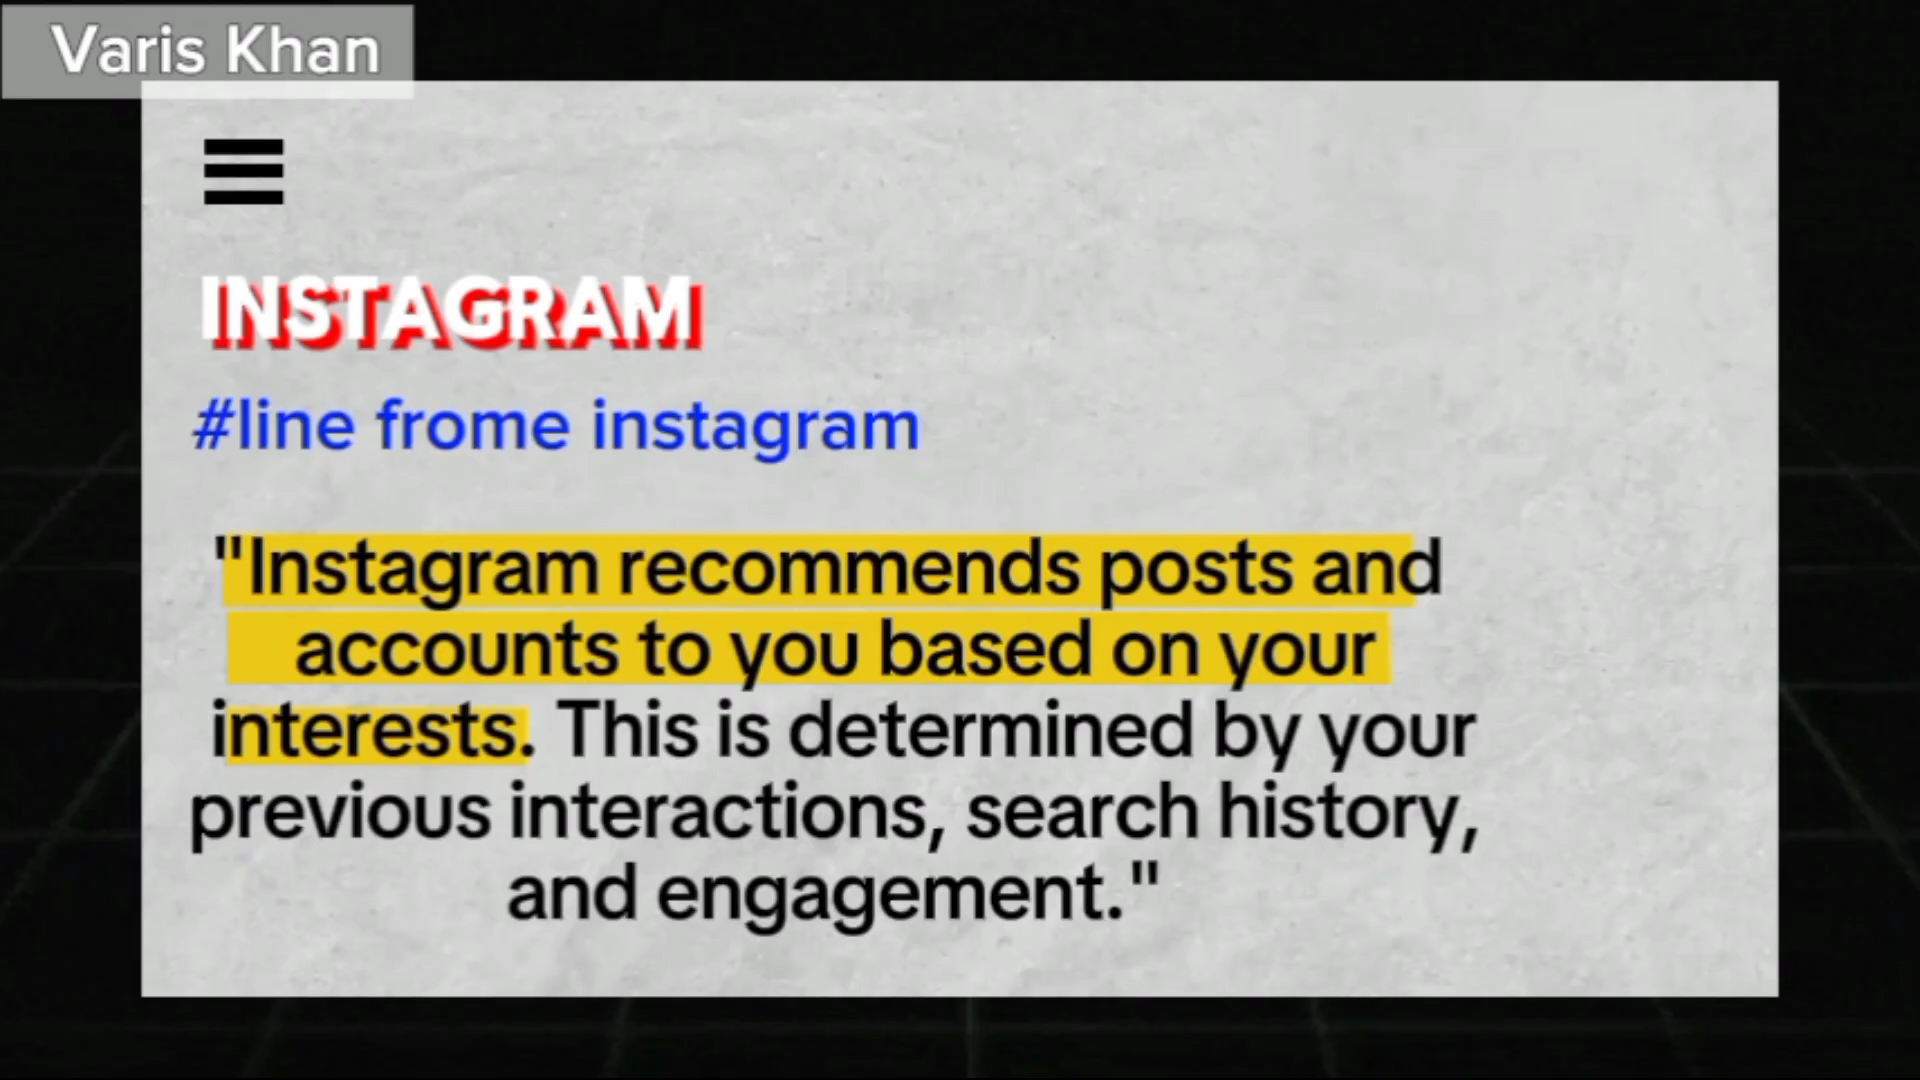 Varis Khan
INSTAGRAM
#line frome instagram
"Instagram recommends posts and
accounts to you based on your
interests. This is determined by your
previous interactions, search history,
and engagement."